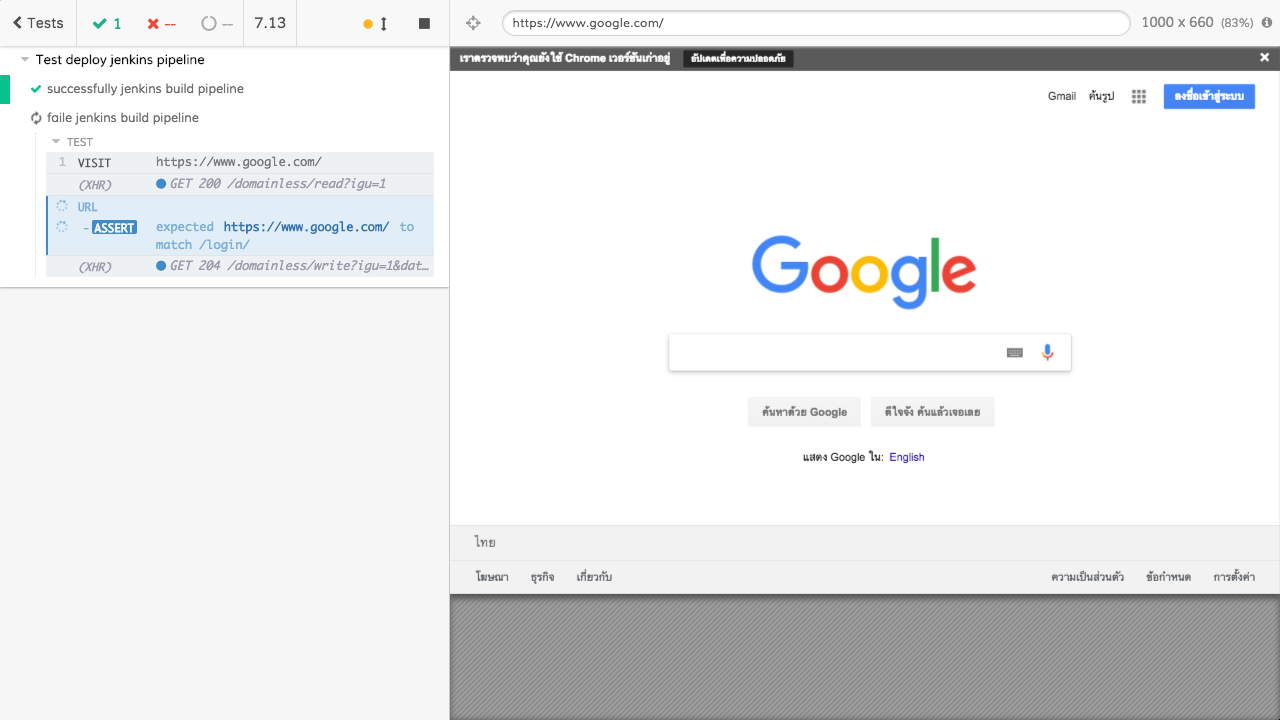 Tests
1
--
--
7.13
https://www.google.com/
1000 x 660 (83%)
Test deploy jenkins pipeline
successfully jenkins build pipeline
faile jenkins build pipeline
TEST
1 VISIT https://www.google.com/
(XHR) GET 200 /domainless/read?igu=1
URL
- ASSERT expected https://www.google.com/ to
match /login/
(XHR) GET 204 /domainless/write?igu=1&dat…
เราตรวจพบว่าคุณยังใช้ Chrome เวอร์ชันเก่าอยู่ อัปเดตเพื่อความปลอดภัย
Gmail ค้นรูป ลงชื่อเข้าสู่ระบบ
Google
ค้นหาด้วย Google ดีใจจัง ค้นแล้วเจอเลย
แสดง Google ใน: English
ไทย
โฆษณา ธุรกิจ เกี่ยวกับ ความเป็นส่วนตัว ข้อกำหนด การตั้งค่า